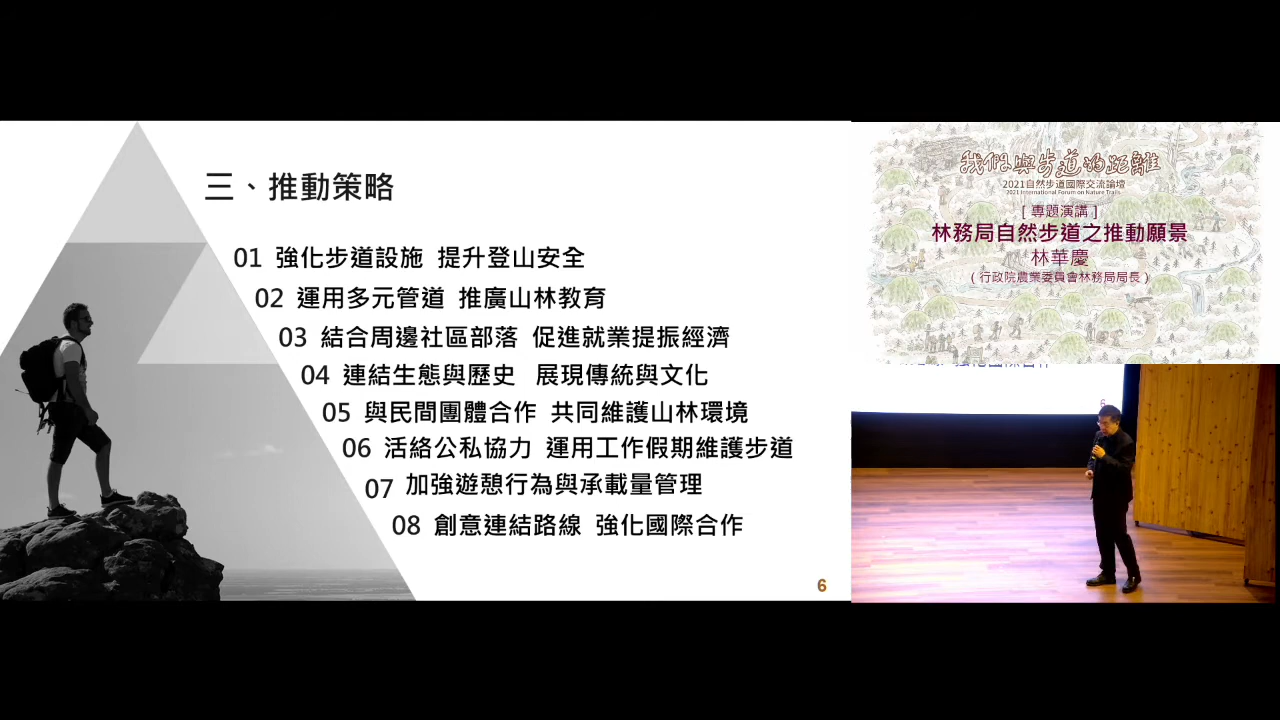 三、推動策略
01 強化步道設施 提升登山安全
02 運用多元管道 推廣山林教育
03 結合周邊社區部落 促進就業提振經濟
04 連結生態與歷史 展現傳統與文化
05 與民間團體合作 共同維護山林環境
06 活絡公私協力 運用工作假期維護步道
07 加強遊憩行為與承載量管理
08 創意連結路線 強化國際合作
6
我們與步道的距離
2021自然步道國際交流論壇
2021 International Forum on Nature Trails
[ 專題演講 ]
林務局自然步道之推動願景
林華慶
( 行政院農業委員會林務局局長 )
6